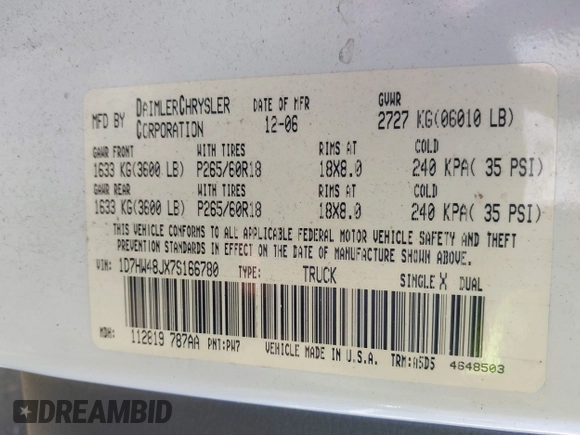 MFD BY DAIMLERCHRYSLER CORPORATION DATE OF MFR 12-06 GVWR 2727 KG(06010 LB)
GAWR FRONT WITH TIRES RIMS AT COLD
1633 KG(3600 LB) P265/60R18 18X8.0 240 KPA( 35 PSI)
GAWR REAR WITH TIRES RIMS AT COLD
1633 KG(3600 LB) P265/60R18 18X8.0 240 KPA( 35 PSI)
THIS VEHICLE CONFORMS TO ALL APPLICABLE FEDERAL MOTOR VEHICLE SAFETY AND THEFT
PREVENTION STANDARDS IN EFFECT ON THE DATE OF MANUFACTURE SHOWN ABOVE.
VIN: 1D7HW48JX7S166780 TYPE: TRUCK SINGLE X DUAL
MDH: 112819 787AA PNT:PW7 VEHICLE MADE IN U.S.A. TRM:A5D5 4648503
DREAMBID